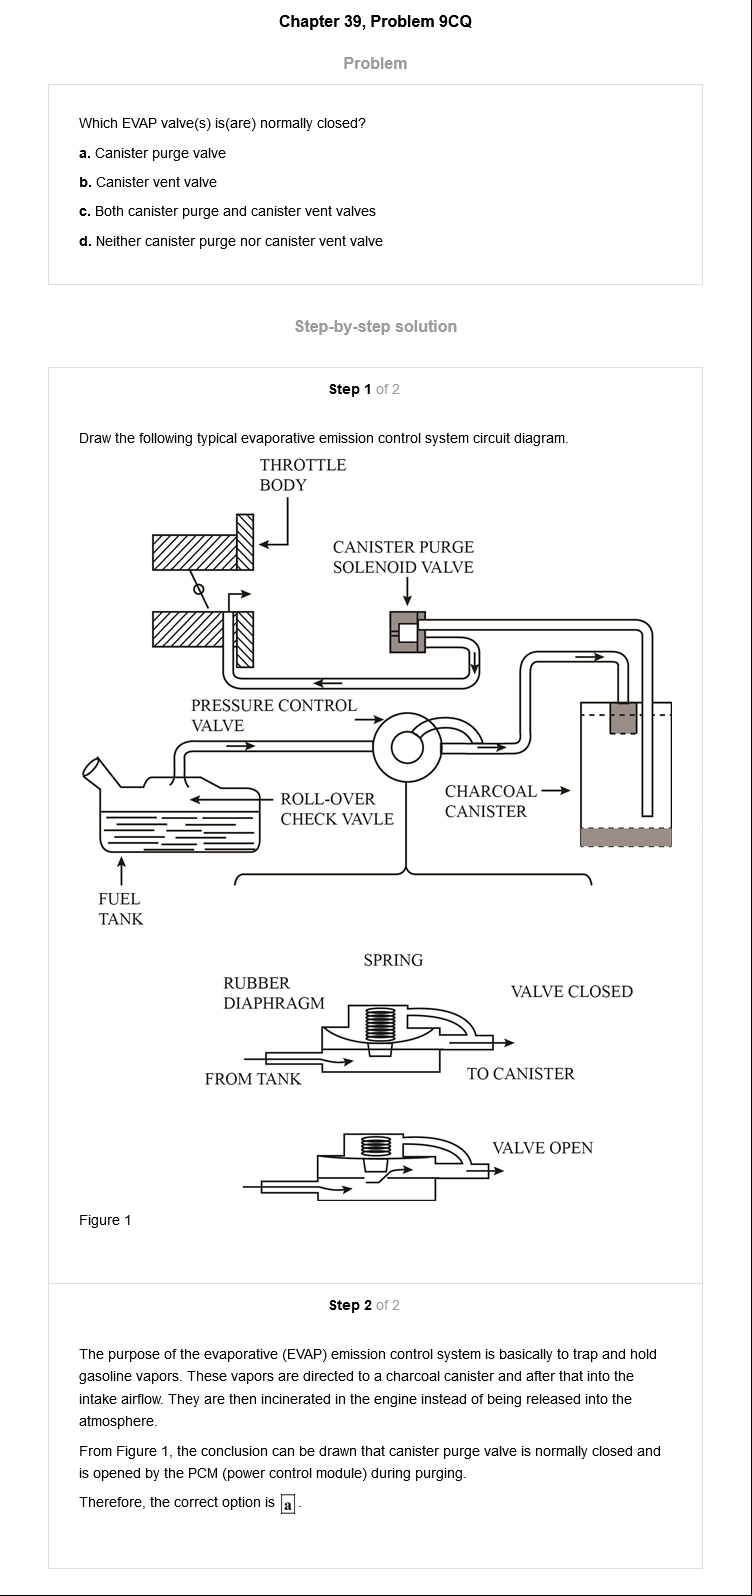 Chapter 39, Problem 9CQ
Problem
Which EVAP valve(s) is(are) normally closed?
a. Canister purge valve
b. Canister vent valve
c. Both canister purge and canister vent valves
d. Neither canister purge nor canister vent valve
Step-by-step solution
Step 1 of 2
Draw the following typical evaporative emission control system circuit diagram.
THROTTLE
BODY
CANISTER PURGE
SOLENOID VALVE
PRESSURE CONTROL
VALVE
ROLL-OVER
CHECK VAVLE
CHARCOAL
CANISTER
FUEL
TANK
SPRING
RUBBER
DIAPHRAGM
VALVE CLOSED
FROM TANK
TO CANISTER
VALVE OPEN
Figure 1
Step 2 of 2
The purpose of the evaporative (EVAP) emission control system is basically to trap and hold
gasoline vapors. These vapors are directed to a charcoal canister and after that into the
intake airflow. They are then incinerated in the engine instead of being released into the
atmosphere.
From Figure 1, the conclusion can be drawn that canister purge valve is normally closed and
is opened by the PCM (power control module) during purging.
Therefore, the correct option is a.